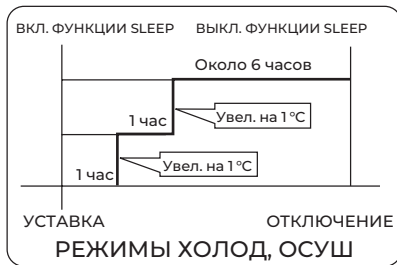 ВКЛ. ФУНКЦИИ SLEEP ВЫКЛ. ФУНКЦИИ SLEEP
Около 6 часов
1 час
Увел. на 1 °C
1 час
Увел. на 1 °C
УСТАВКА ОТКЛЮЧЕНИЕ
РЕЖИМЫ ХОЛОД, ОСУШ